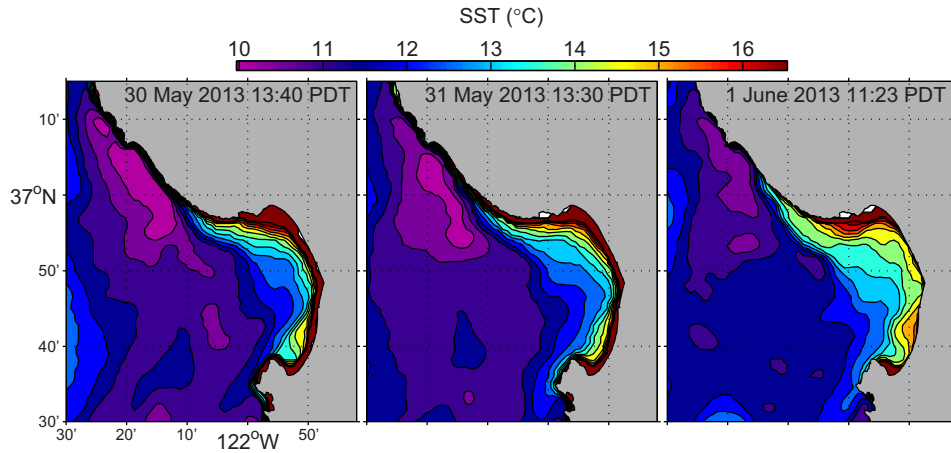 SST (°C)
10 11 12 13 14 15 16
30 May 2013 13:40 PDT 31 May 2013 13:30 PDT 1 June 2013 11:23 PDT
10'
37°N
50'
40'
30'
30' 20' 10' 122°W 50'